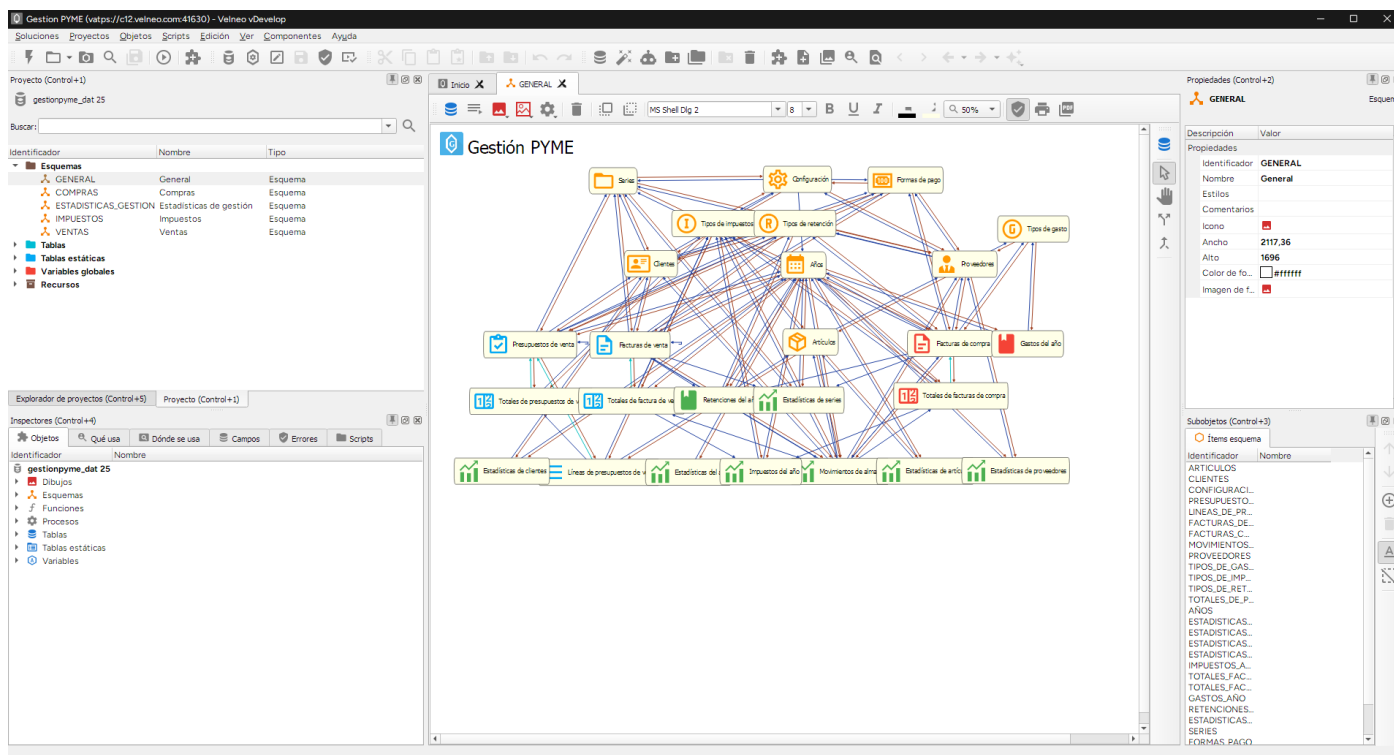 Gestion PYME (vatps://c12.velneo.com:41630) - Velneo vDevelop
Soluciones Proyectos Objetos Scripts Edición Ver Componentes Ayuda
Proyecto (Control+1)
gestionpyme_dat 25
Buscar:
Identificador Nombre Tipo
Esquemas
GENERAL General Esquema
COMPRAS Compras Esquema
ESTADISTICAS_GESTION Estadísticas de gestión Esquema
IMPUESTOS Impuestos Esquema
VENTAS Ventas Esquema
Tablas
Tablas estáticas
Variables globales
Recursos
Explorador de proyectos (Control+5) Proyecto (Control+1)
Inspectores (Control+4)
Objetos Qué usa Dónde se usa Campos Errores Scripts
Identificador Nombre
gestionpyme_dat 25
Dibujos
Esquemas
Funciones
Procesos
Tablas
Tablas estáticas
Variables
Inicio GENERAL
MS Shell Dlg 2 8 B U I 50%
Gestión PYME
Series Configuración Formas de pago
Tipos de impuestos Tipos de retención Tipos de gasto
Clientes Años Proveedores
Presupuestos de venta Facturas de venta Artículos Facturas de compra Gastos del año
Totales de presupuestos de v Totales de factura de ve Retenciones del añ Estadísticas de series Totales de facturas de compra
Estadísticas de clientes Líneas de presupuestos de v Estadísticas del Impuestos del año Movimientos de alma Estadísticas de artíc Estadísticas de proveedores
Propiedades (Control+2)
GENERAL Esquem
Descripción Valor
Propiedades
Identificador GENERAL
Nombre General
Estilos
Comentarios
Icono
Ancho 2117,36
Alto 1696
Color de fo... #ffffff
Imagen de f...
Subobjetos (Control+3)
Ítems esquema
Identificador Nombre
ARTICULOS
CLIENTES
CONFIGURACI...
PRESUPUESTO...
LINEAS_DE_PR...
FACTURAS_DE...
FACTURAS_C...
MOVIMIENTOS...
PROVEEDORES
TIPOS_DE_GAS...
TIPOS_DE_IMP...
TIPOS_DE_RET...
TOTALES_DE_P...
AÑOS
ESTADISTICAS...
ESTADISTICAS...
ESTADISTICAS...
ESTADISTICAS...
IMPUESTOS_A...
TOTALES_FAC...
TOTALES_FAC...
GASTOS_AÑO
RETENCIONES...
ESTADISTICAS...
SERIES
FORMAS_PAGO